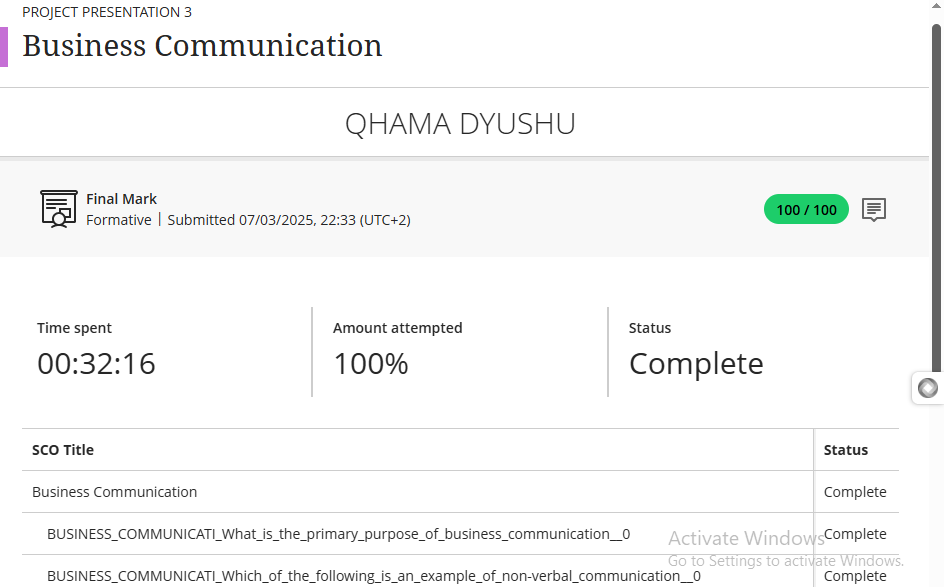 PROJECT PRESENTATION 3
Business Communication
QHAMA DYUSHU
Final Mark
Formative | Submitted 07/03/2025, 22:33 (UTC+2)
100 / 100
Time spent
Amount attempted
Status
00:32:16
100%
Complete
SCO Title
Status
Business Communication
Complete
BUSINESS_COMMUNICATI_What_is_the_primary_purpose_of_business_communication__0
Complete
Activate Windows
Go to Settings to activate Windows.
BUSINESS_COMMUNICATI_Which_of_the_following_is_an_example_of_non-verbal_communication__0
Complete